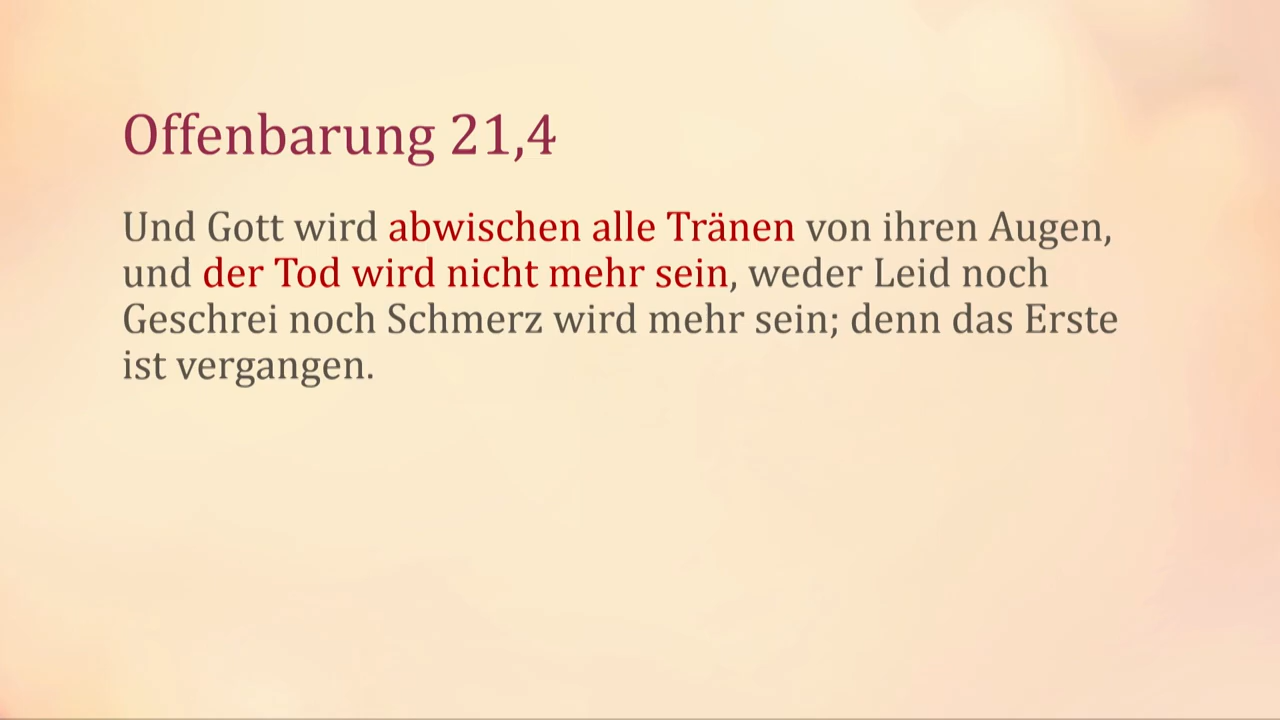 Offenbarung 21,4
Und Gott wird abwischen alle Tränen von ihren Augen,
und der Tod wird nicht mehr sein, weder Leid noch
Geschrei noch Schmerz wird mehr sein; denn das Erste
ist vergangen.